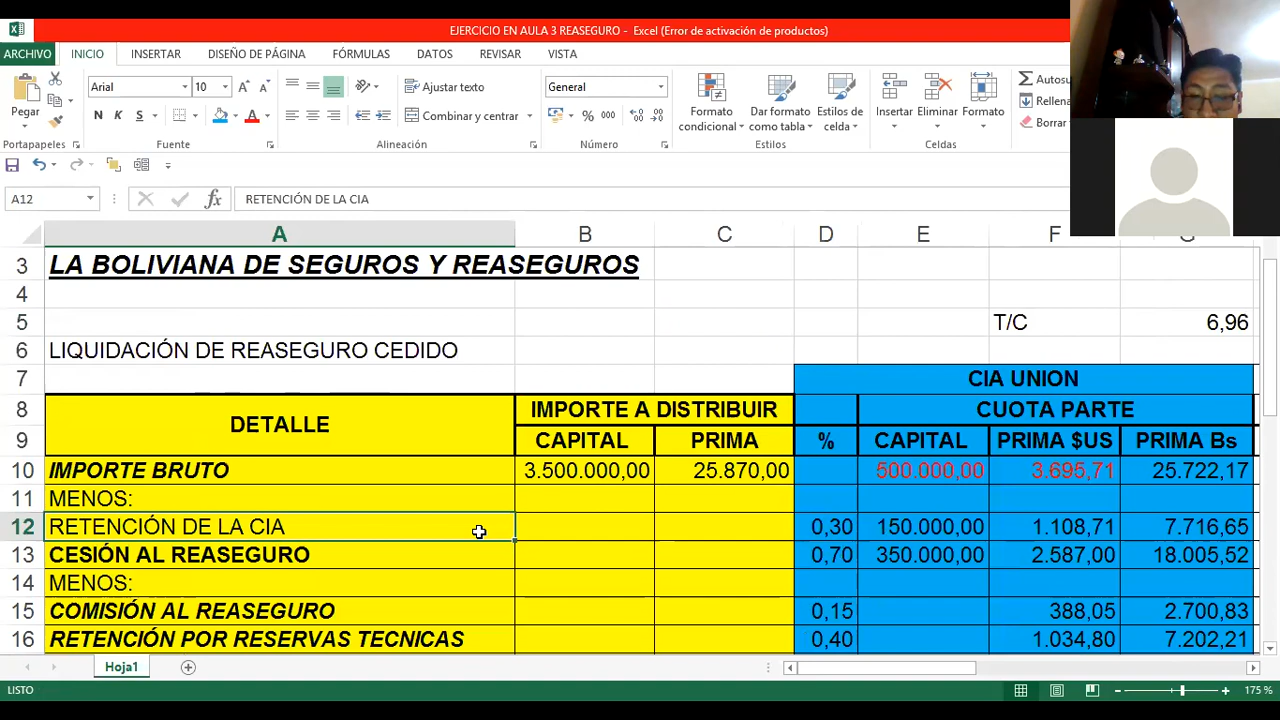 EJERCICIO EN AULA 3 REASEGURO - Excel (Error de activación de productos)
ARCHIVO INICIO INSERTAR DISEÑO DE PÁGINA FÓRMULAS DATOS REVISAR VISTA
Pegar
Arial 10
N K S
Ajustar texto
Combinar y centrar
General
% 000
Formato condicional
Dar formato como tabla
Estilos de celda
Insertar Eliminar Formato
Autosu
Rellena
Borrar
Portapapeles Fuente Alineación Número Estilos Celdas
A12 fx RETENCIÓN DE LA CIA
A B C D E F
3 LA BOLIVIANA DE SEGUROS Y REASEGUROS
4
5 T/C 6,96
6 LIQUIDACIÓN DE REASEGURO CEDIDO
7 CIA UNION
8 DETALLE IMPORTE A DISTRIBUIR CUOTA PARTE
9 CAPITAL PRIMA % CAPITAL PRIMA $US PRIMA Bs
10 IMPORTE BRUTO 3.500.000,00 25.870,00 500.000,00 3.695,71 25.722,17
11 MENOS:
12 RETENCIÓN DE LA CIA 0,30 150.000,00 1.108,71 7.716,65
13 CESIÓN AL REASEGURO 0,70 350.000,00 2.587,00 18.005,52
14 MENOS:
15 COMISIÓN AL REASEGURO 0,15 388,05 2.700,83
16 RETENCIÓN POR RESERVAS TECNICAS 0,40 1.034,80 7.202,21
Hoja1
LISTO 175 %